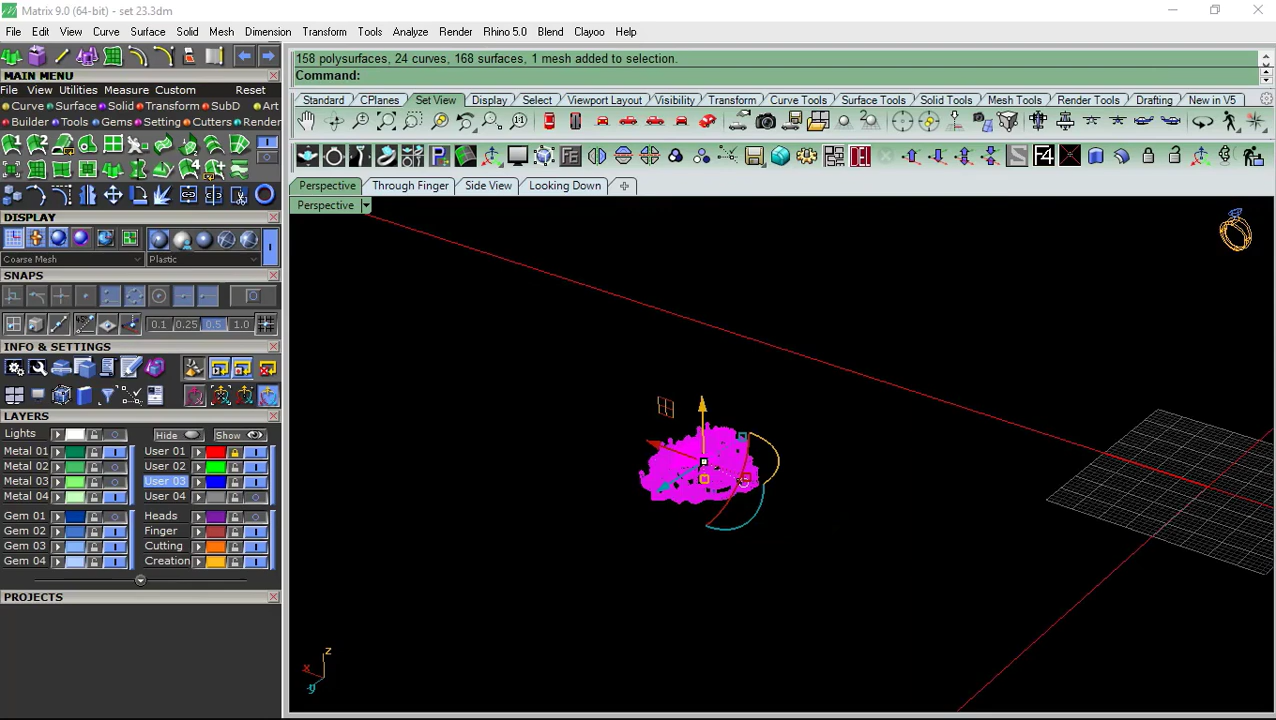 Matrix 9.0 (64-bit) - set 23.3dm
File Edit View Curve Surface Solid Mesh Dimension Transform Tools Analyze Render Rhino 5.0 Blend Clayoo Help
158 polysurfaces, 24 curves, 168 surfaces, 1 mesh added to selection.
Command:
MAIN MENU
File View Utilities Measure Custom Reset
Curve Surface Solid Transform SubD Art
Builder Tools Gems Setting Cutters Render
Standard CPlanes Set View Display Select Viewport Layout Visibility Transform Curve Tools Surface Tools Solid Tools Mesh Tools Render Tools Drafting New in V5
Perspective Through Finger Side View Looking Down
Perspective
DISPLAY
Coarse Mesh Plastic
SNAPS
0.1 0.25 0.5 1.0
INFO & SETTINGS
LAYERS
Lights Hide Show
Metal 01 User 01
Metal 02 User 02
Metal 03 User 03
Metal 04 User 04
Gem 01 Heads
Gem 02 Finger
Gem 03 Cutting
Gem 04 Creation
PROJECTS
z
x
y